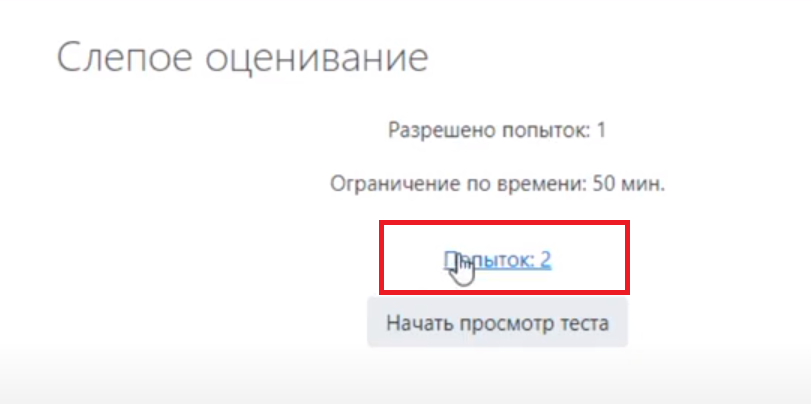 Слепое оценивание
Разрешено попыток: 1
Ограничение по времени: 50 мин.
Попыток: 2
Начать просмотр теста